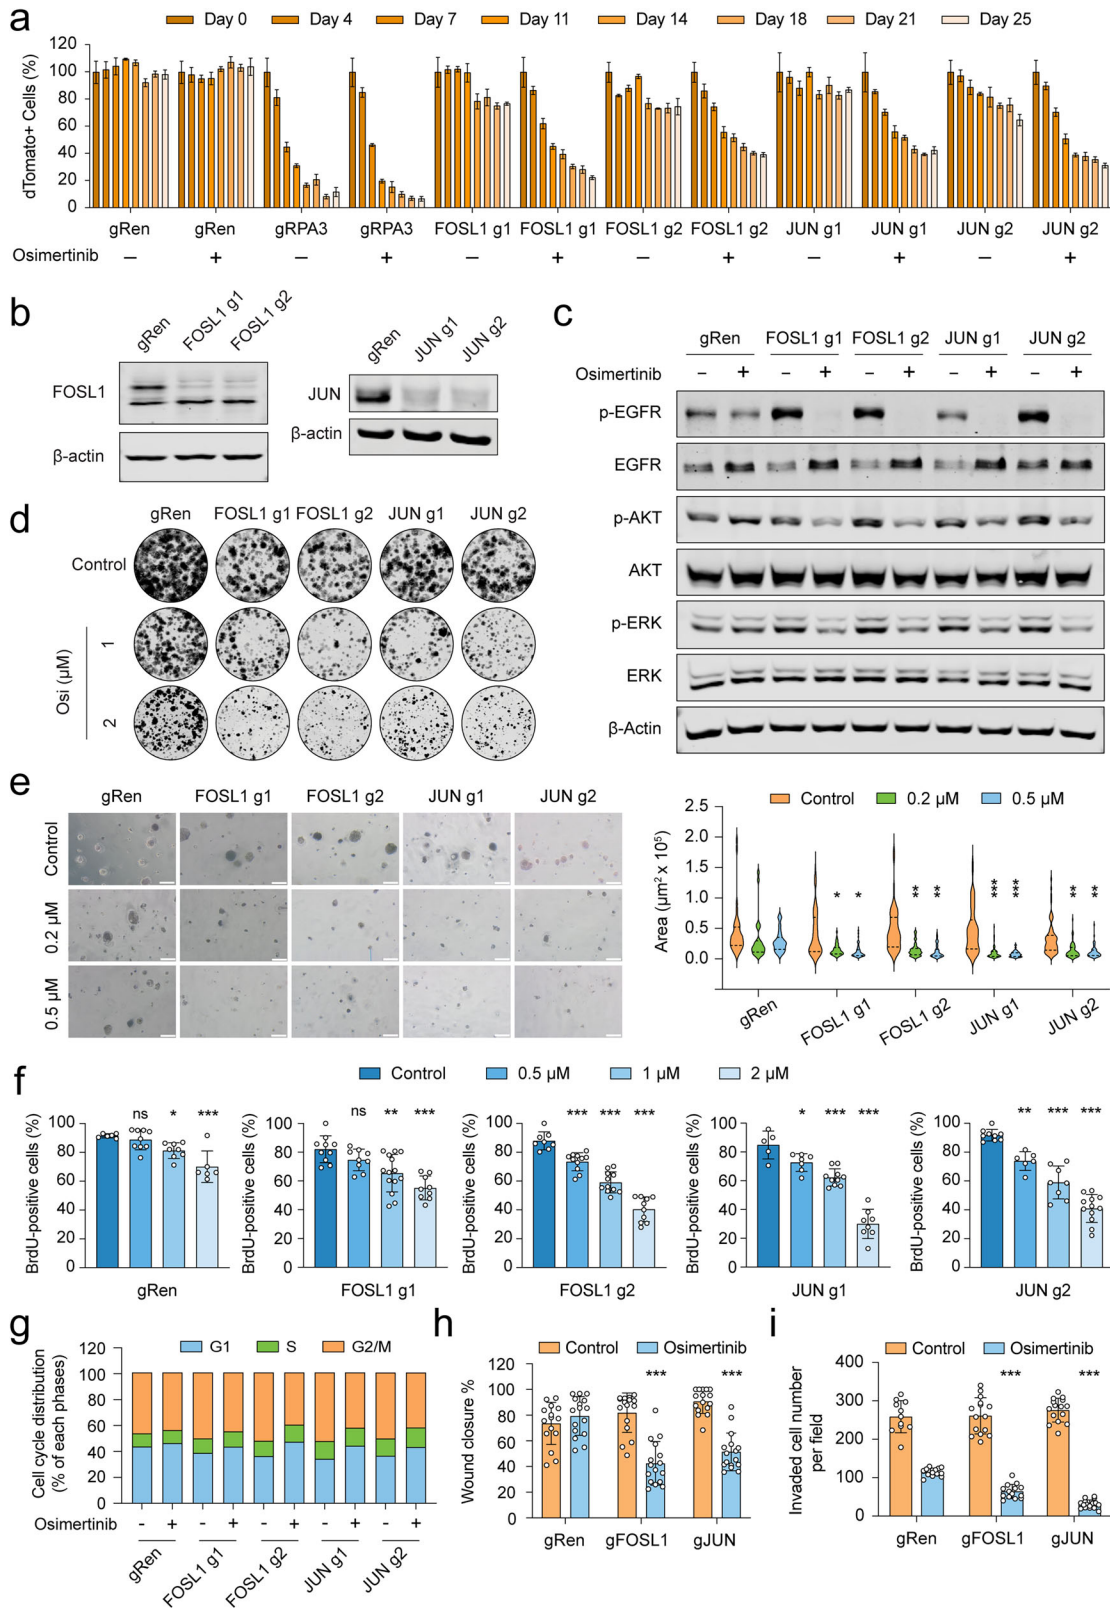 a
Day 0 Day 4 Day 7 Day 11 Day 14 Day 18 Day 21 Day 25
dTomato+ Cells (%)
120
100
80
60
40
20
0
gRen gRen gRPA3 gRPA3 FOSL1 g1 FOSL1 g1 FOSL1 g2 FOSL1 g2 JUN g1 JUN g1 JUN g2 JUN g2
Osimertinib – + – + – + – + – + – +
b
gRen FOSL1 g1 FOSL1 g2
FOSL1
β-actin
gRen JUN g1 JUN g2
JUN
β-actin
c
gRen FOSL1 g1 FOSL1 g2 JUN g1 JUN g2
Osimertinib – + – + – + – + – +
p-EGFR
EGFR
p-AKT
AKT
p-ERK
ERK
β-Actin
d
gRen FOSL1 g1 FOSL1 g2 JUN g1 JUN g2
Control
Osi (μM)
1
2
e
gRen FOSL1 g1 FOSL1 g2 JUN g1 JUN g2
Control
0.2 μM
0.5 μM
Control 0.2 μM 0.5 μM
Area (μm² x 10⁵)
2.5
2.0
1.5
1.0
0.5
0.0
* * ** ** *** *** ** **
gRen FOSL1 g1 FOSL1 g2 JUN g1 JUN g2
f
Control 0.5 μM 1 μM 2 μM
BrdU-positive cells (%)
100
80
60
40
20
0
ns * ***
gRen
BrdU-positive cells (%)
100
80
60
40
20
0
ns ** ***
FOSL1 g1
BrdU-positive cells (%)
100
80
60
40
20
0
*** *** ***
FOSL1 g2
BrdU-positive cells (%)
100
80
60
40
20
0
* *** ***
JUN g1
BrdU-positive cells (%)
100
80
60
40
20
0
** *** ***
JUN g2
g
G1 S G2/M
Cell cycle distribution
(% of each phases)
120
100
80
60
40
20
0
Osimertinib - + - + - + - + - +
gRen FOSL1 g1 FOSL1 g2 JUN g1 JUN g2
h
Control Osimertinib
Wound closure %
120
100
80
60
40
20
0
*** ***
gRen gFOSL1 gJUN
i
Control Osimertinib
Invaded cell number
per field
400
300
200
100
0
*** ***
gRen gFOSL1 gJUN